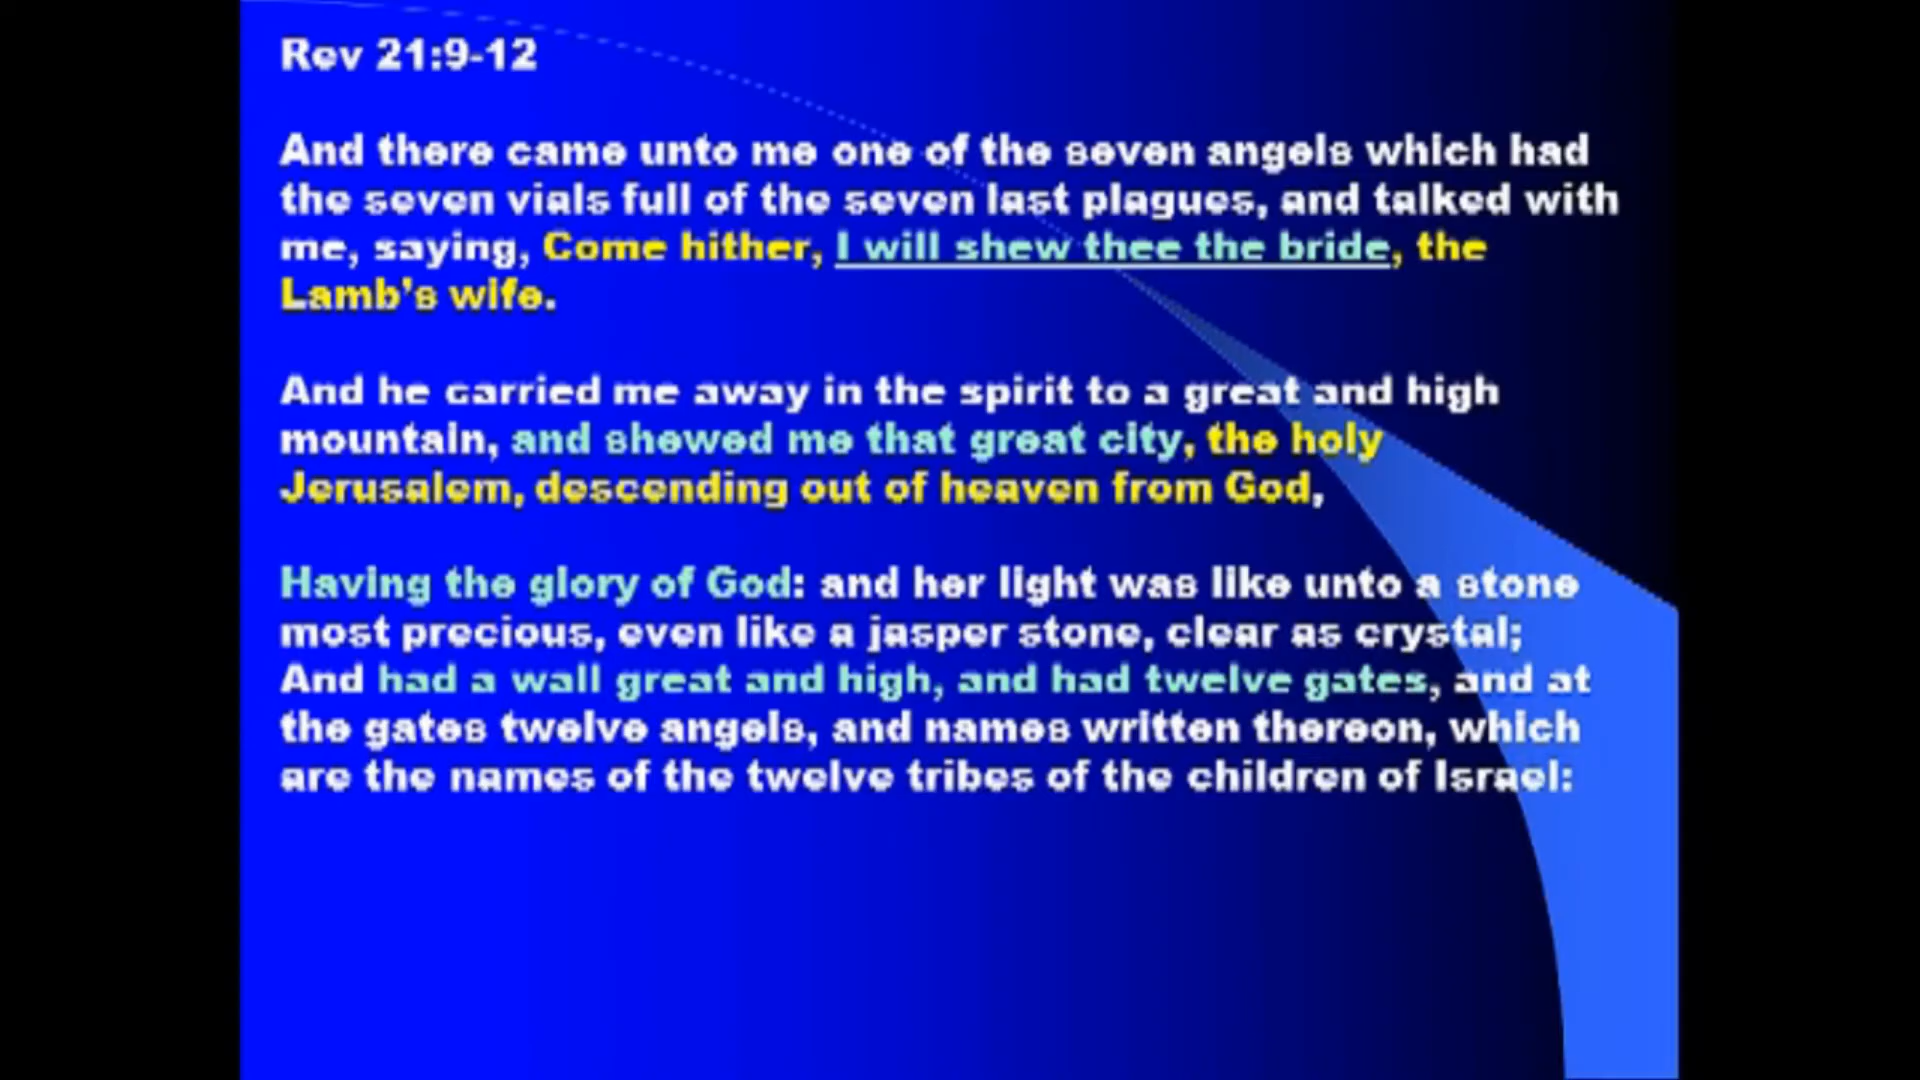 Rev 21:9-12
And there came unto me one of the seven angels which had
the seven vials full of the seven last plagues, and talked with
me, saying, Come hither, I will shew thee the bride, the
Lamb's wife.
And he carried me away in the spirit to a great and high
mountain, and shewed me that great city, the holy
Jerusalem, descending out of heaven from God,
Having the glory of God: and her light was like unto a stone
most precious, even like a jasper stone, clear as crystal;
And had a wall great and high, and had twelve gates, and at
the gates twelve angels, and names written thereon, which
are the names of the twelve tribes of the children of Israel: